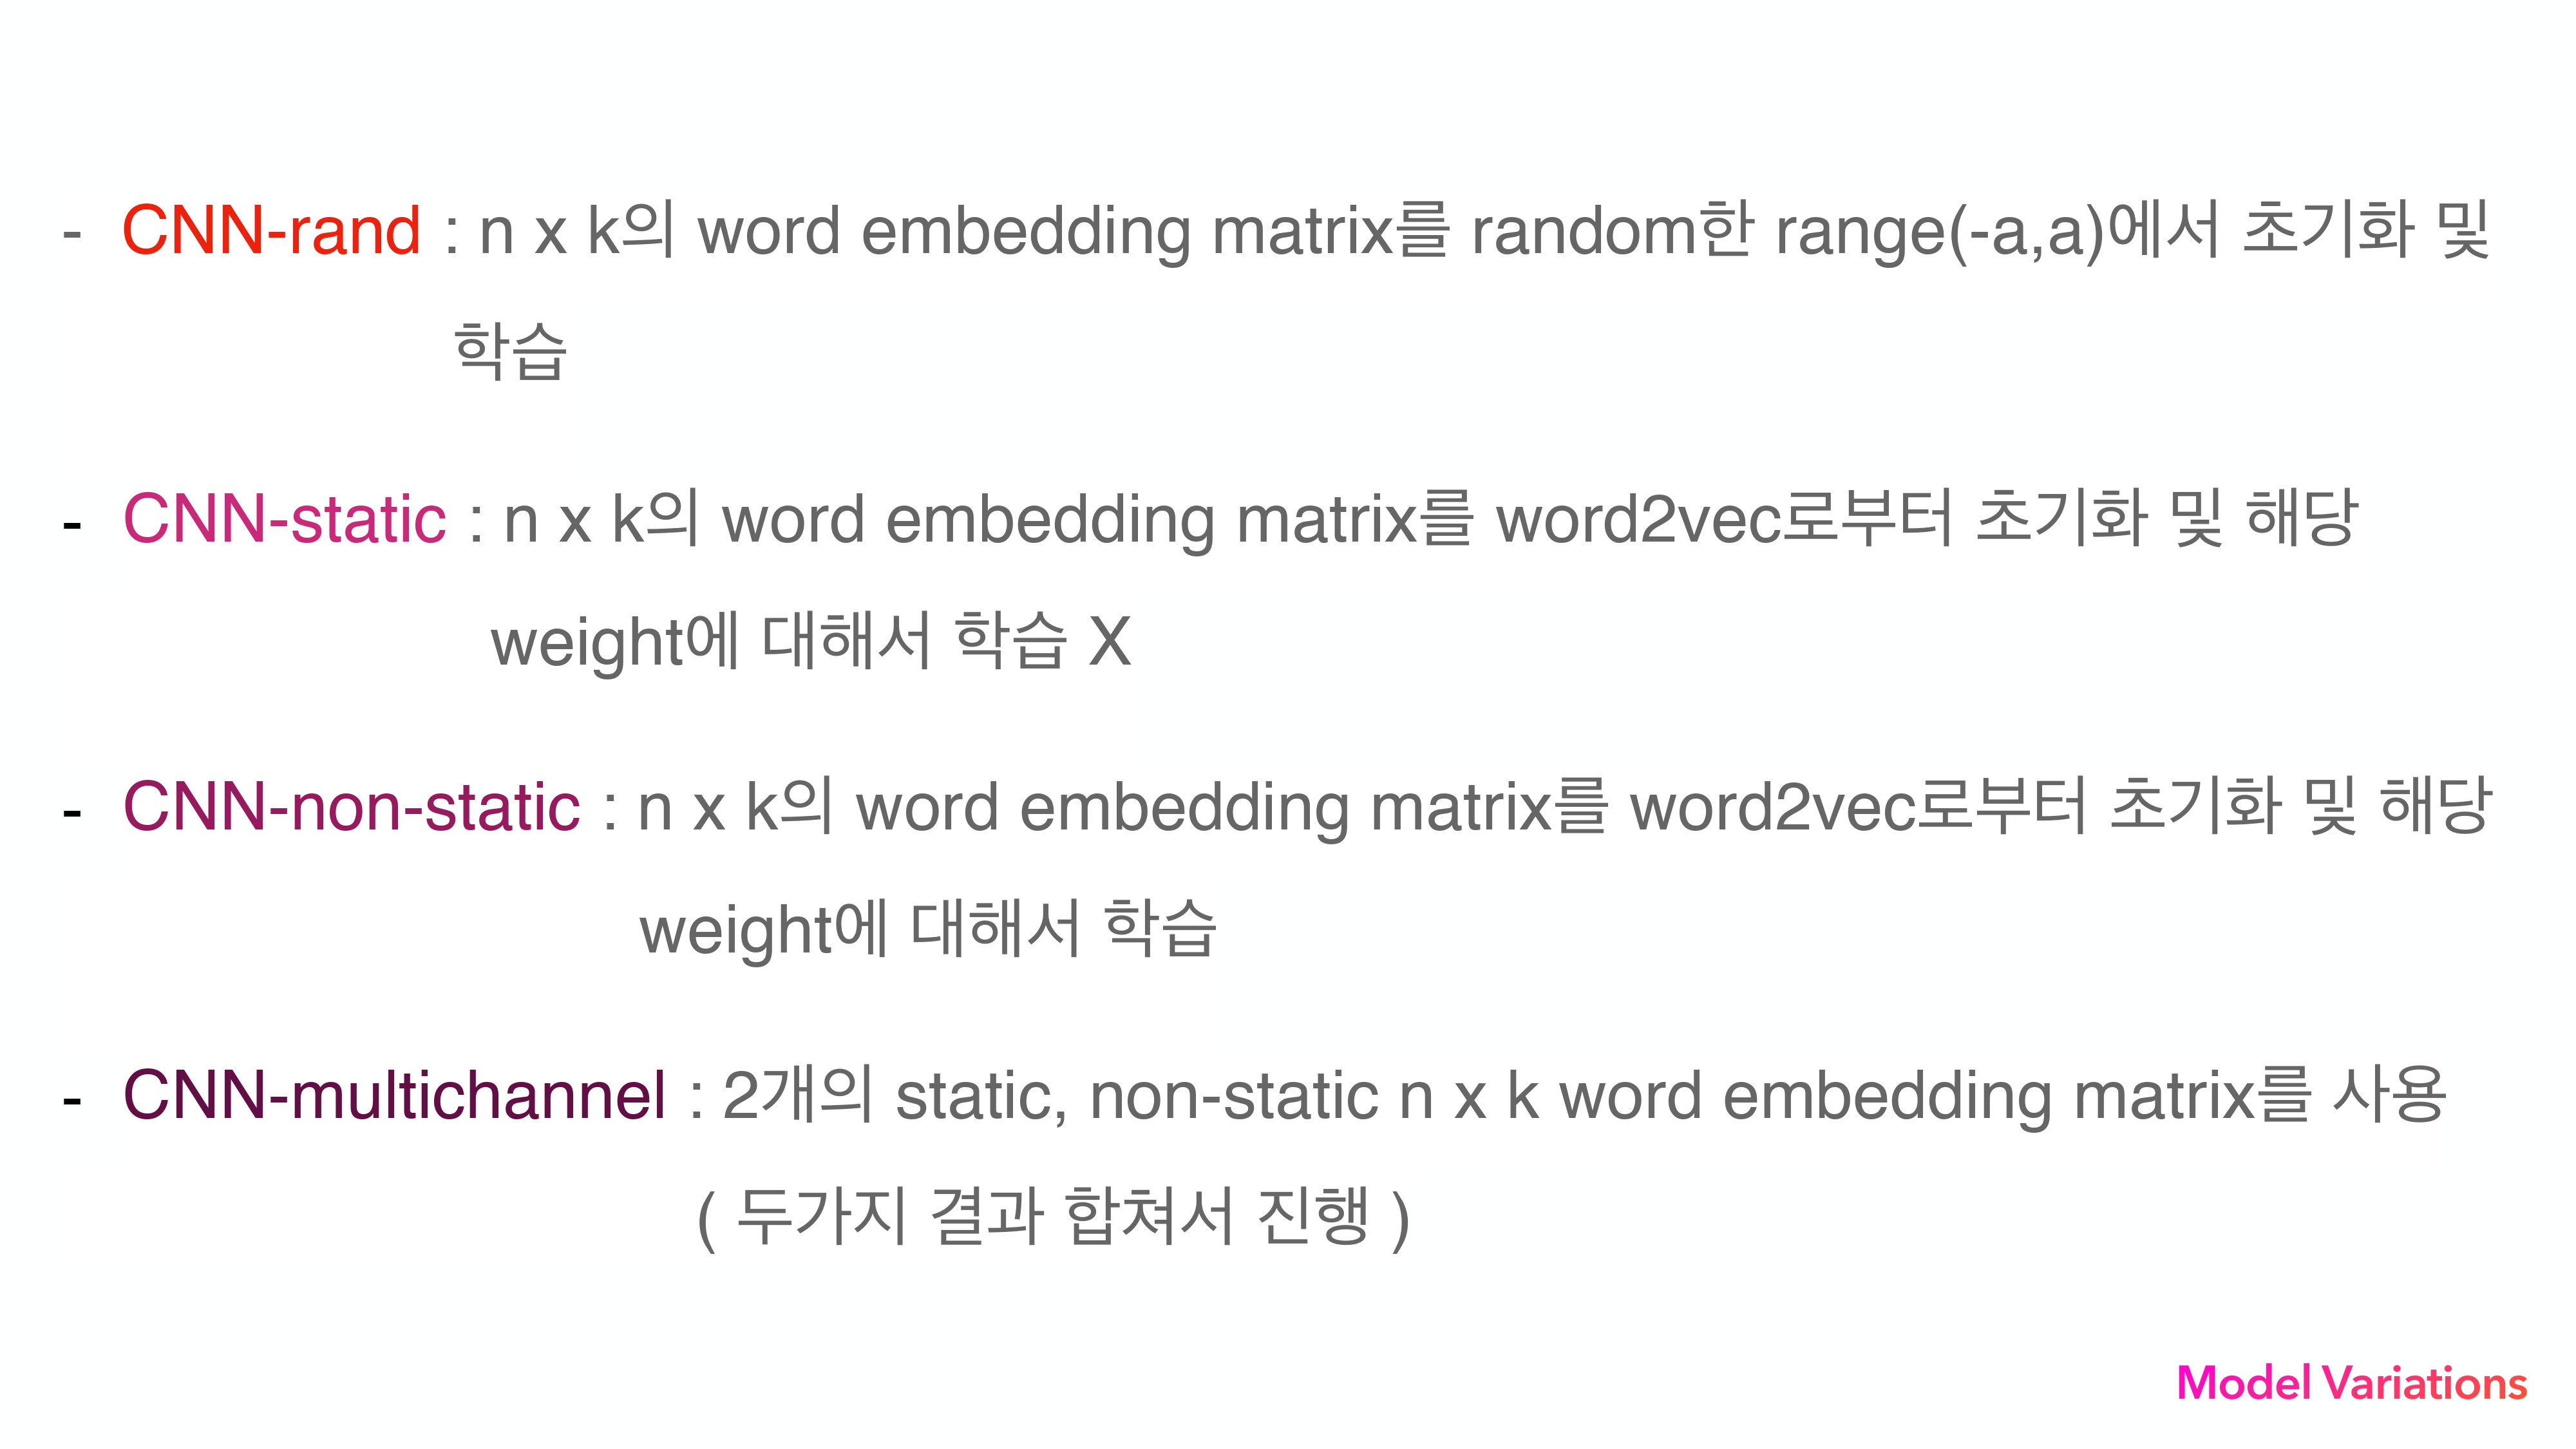 - CNN-rand : n x k의 word embedding matrix를 random한 range(-a,a)에서 초기화 및
학습
- CNN-static : n x k의 word embedding matrix를 word2vec로부터 초기화 및 해당
weight에 대해서 학습 X
- CNN-non-static : n x k의 word embedding matrix를 word2vec로부터 초기화 및 해당
weight에 대해서 학습
- CNN-multichannel : 2개의 static, non-static n x k word embedding matrix를 사용
( 두가지 결과 합쳐서 진행 )
Model Variations